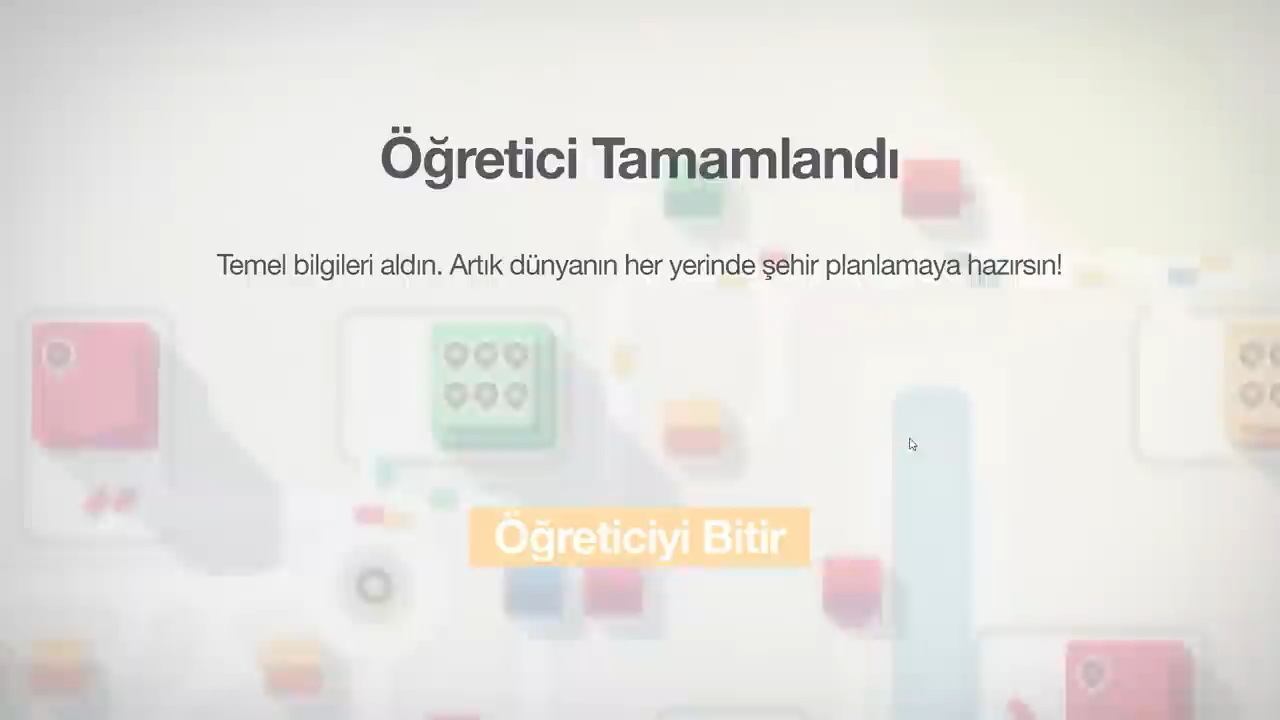 Öğretici Tamamlandı
Temel bilgileri aldın. Artık dünyanın her yerinde şehir planlamaya hazırsın!
Öğreticiyi Bitir